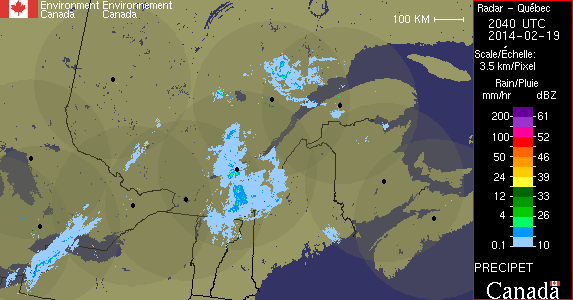 Environment Environnement
Canada Canada
100 KM
Radar - Québec
2040 UTC
2014-02-19
Scale/Échelle:
3.5 km/Pixel
Rain/Pluie
mm/hr dBZ
200 61
100 57
100 52
50 46
24 39
12 33
4 26
0.1 10
PRECIPET
Canada